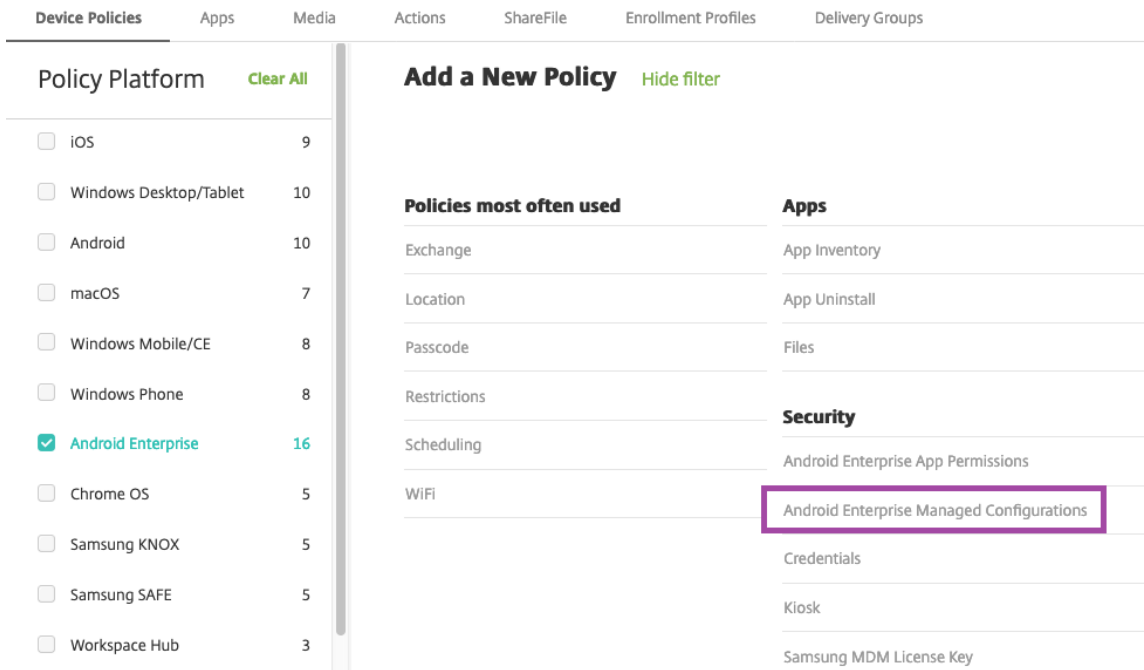 Device Policies Apps Media Actions ShareFile Enrollment Profiles Delivery Groups
Policy Platform Clear All
iOS 9
Windows Desktop/Tablet 10
Android 10
macOS 7
Windows Mobile/CE 8
Windows Phone 8
Android Enterprise 16
Chrome OS 5
Samsung KNOX 5
Samsung SAFE 5
Workspace Hub 3
Add a New Policy Hide filter
Policies most often used
Exchange
Location
Passcode
Restrictions
Scheduling
WiFi
Apps
App Inventory
App Uninstall
Files
Security
Android Enterprise App Permissions
Android Enterprise Managed Configurations
Credentials
Kiosk
Samsung MDM License Key